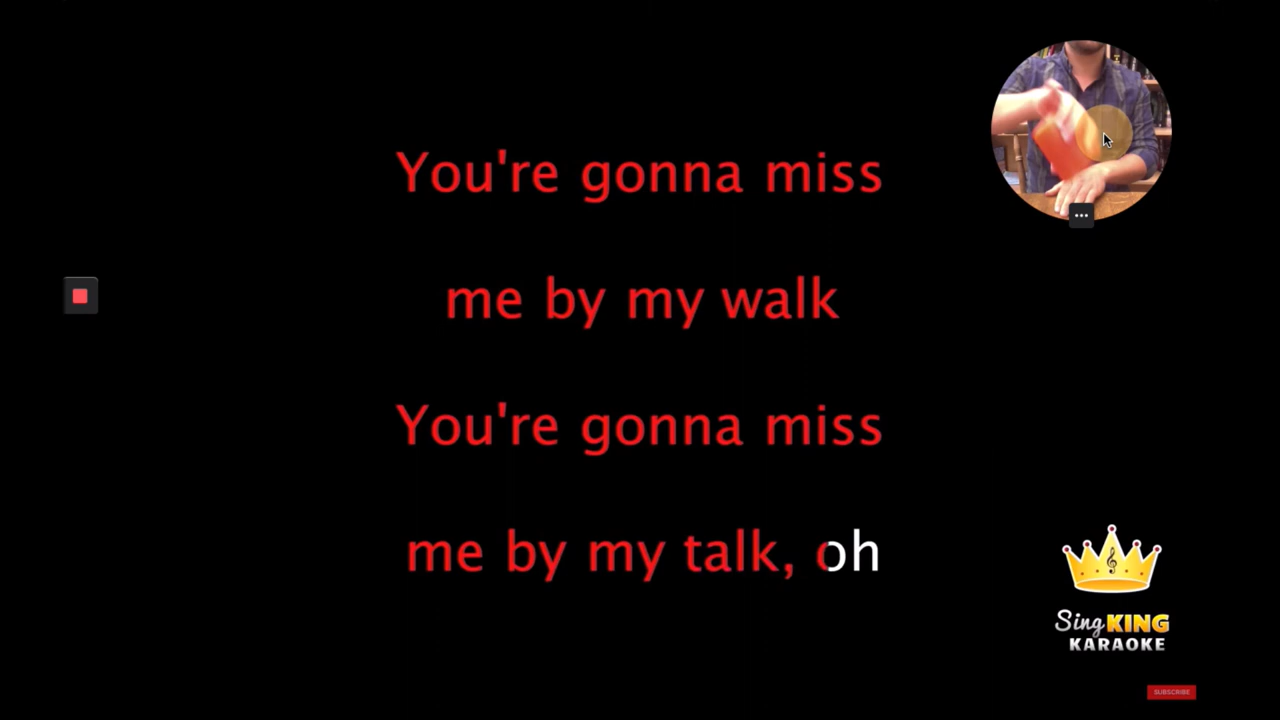 You're gonna miss
me by my walk
You're gonna miss
me by my talk, oh
Sing KING
KARAOKE
SUBSCRIBE